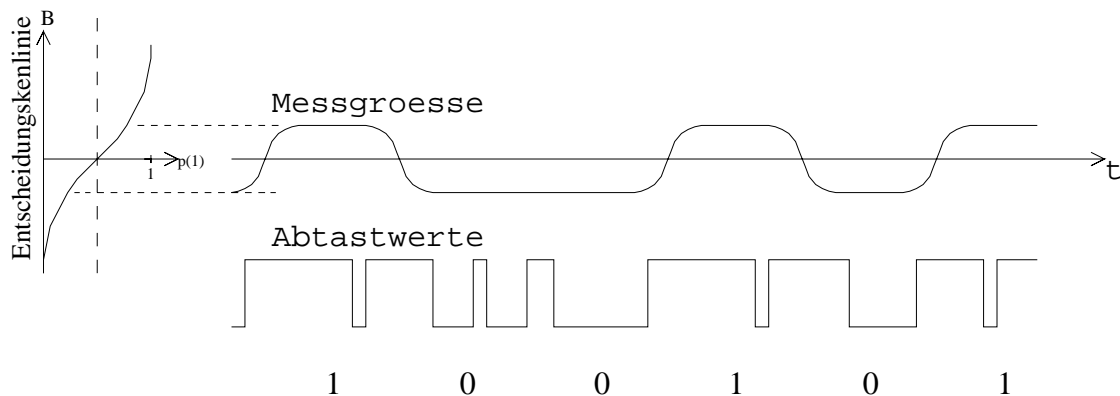 Entscheidungskenlinie
B
1
p(1)
Messgroesse
t
Abtastwerte
1 0 0 1 0 1